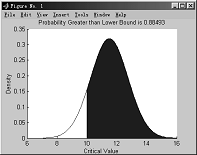 Figure No. 1
File Edit View Insert Tools Window Help
Probability Greater than Lower Bound is 0.88493
0.35
0.3
0.25
0.2
0.15
0.1
0.05
0
Density
6 8 10 12 14 16
Critical Value